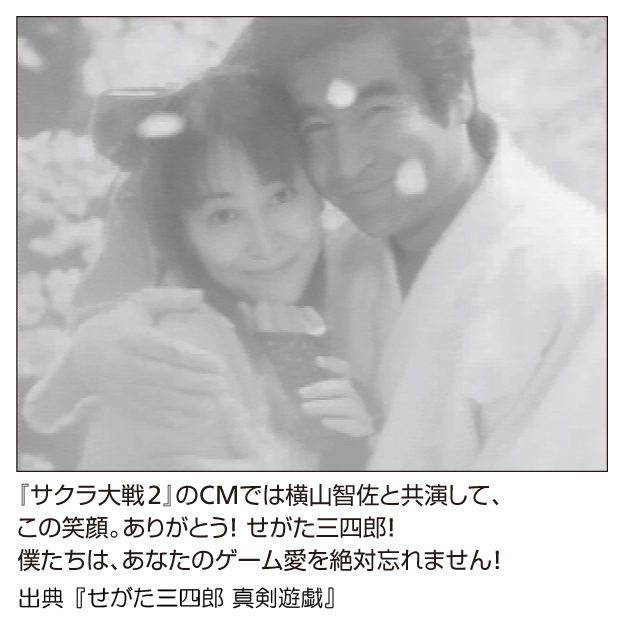 『サクラ大戦2』のCMでは横山智佐と共演して、
この笑顔。ありがとう! せがた三四郎!
僕たちは、あなたのゲーム愛を絶対忘れません!
出典『せがた三四郎 真剣遊戯』